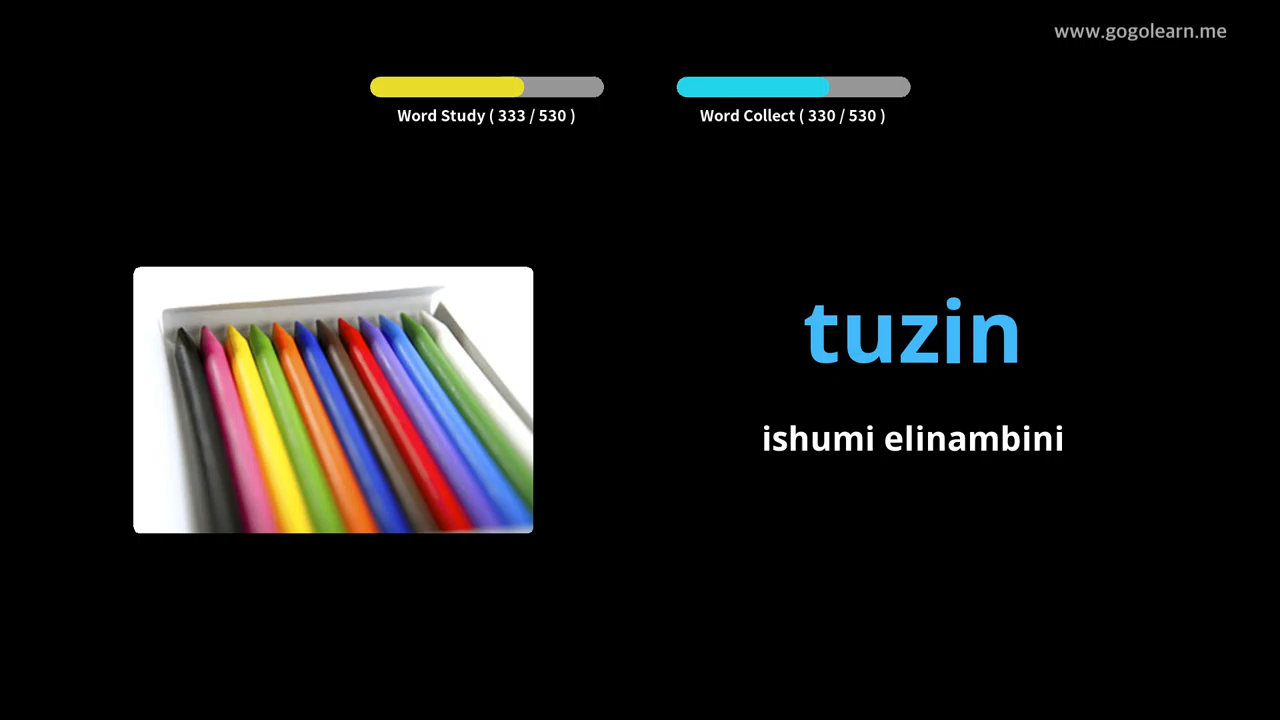 www.gogolearn.me
Word Study ( 333 / 530 )
Word Collect ( 330 / 530 )
tuzin
ishumi elinambini